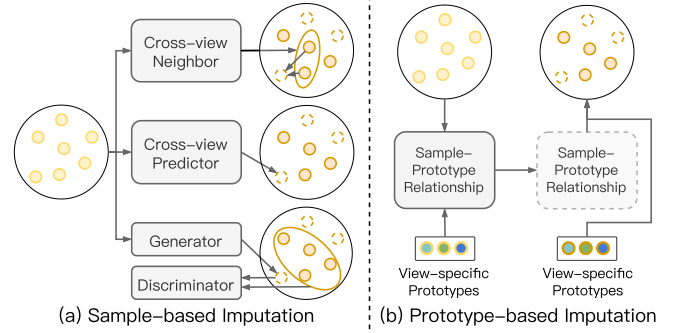 Cross-view
Neighbor
Cross-view
Predictor
Generator
Discriminator
(a) Sample-based Imputation
Sample-
Prototype
Relationship
Sample-
Prototype
Relationship
View-specific
Prototypes
View-specific
Prototypes
(b) Prototype-based Imputation